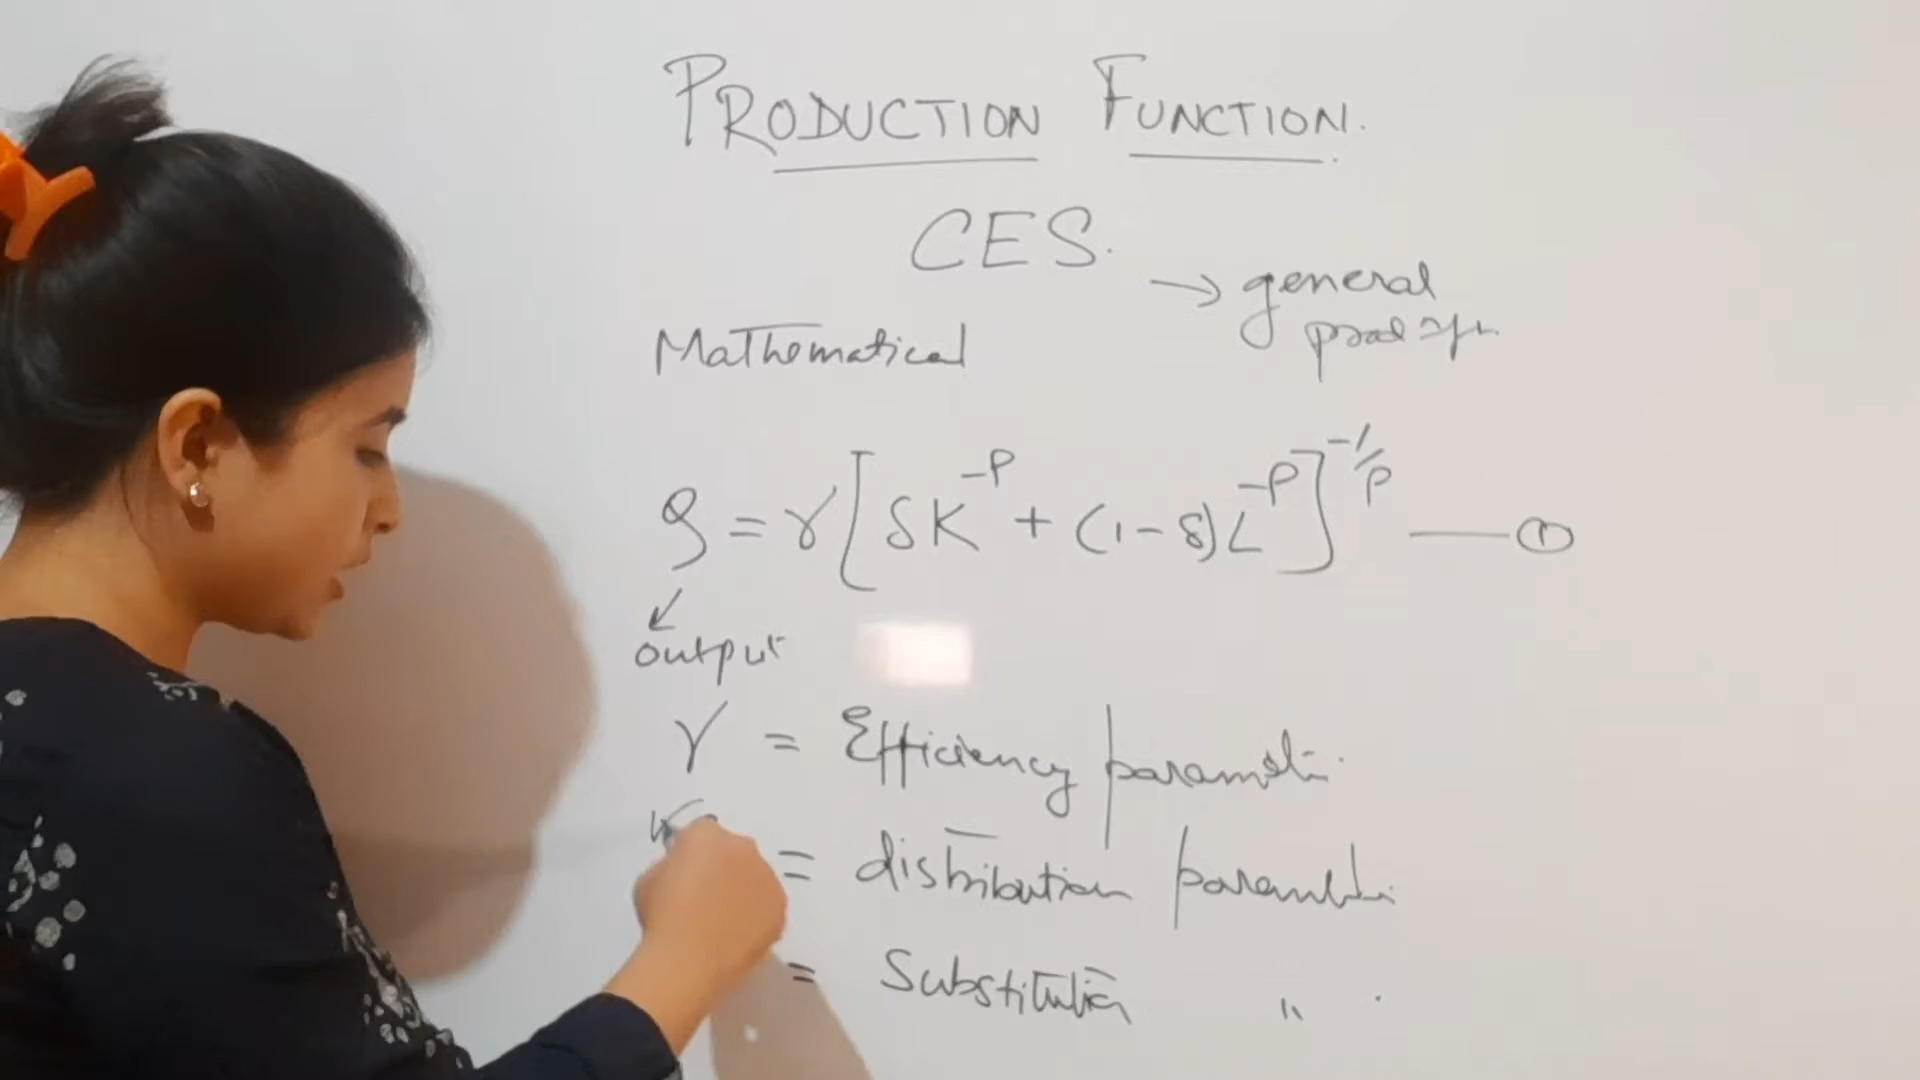 PRODUCTION FUNCTION.
CES.
→ general
Mathematical
Q = γ[δK^-ρ + (1-δ)L^-ρ]^-1/ρ —— ①
↙
output
γ = Efficiency parameter
= distribution parameter
= Substitution " .